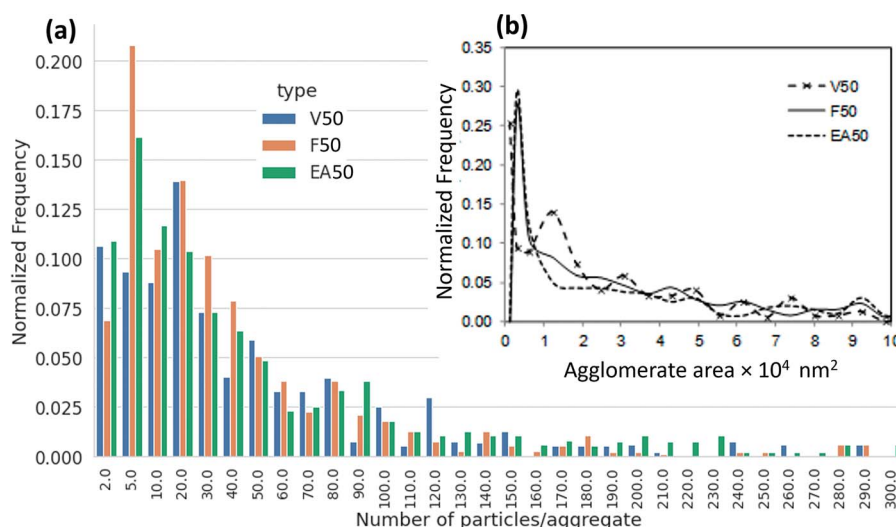 (a)
Normalized Frequency
0.200
0.175
0.150
0.125
0.100
0.075
0.050
0.025
0.000
type
V50
F50
EA50
2.0 5.0 10.0 20.0 30.0 40.0 50.0 60.0 70.0 80.0 90.0 100.0 110.0 120.0 130.0 140.0 150.0 160.0 170.0 180.0 190.0 200.0 210.0 220.0 230.0 240.0 250.0 260.0 270.0 280.0 290.0 300.0
Number of particles/aggregate
(b)
Normalized Frequency
0.35
0.30
0.25
0.20
0.15
0.10
0.05
0.00
V50
F50
EA50
0 1 2 3 4 5 6 7 8 9 10
Agglomerate area × 10⁴ nm²